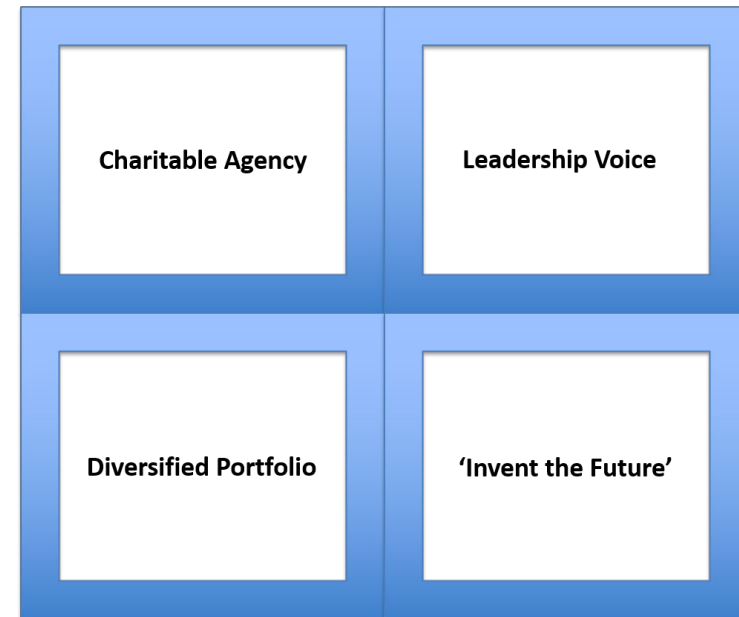 Charitable Agency
Leadership Voice
Diversified Portfolio
‘Invent the Future’